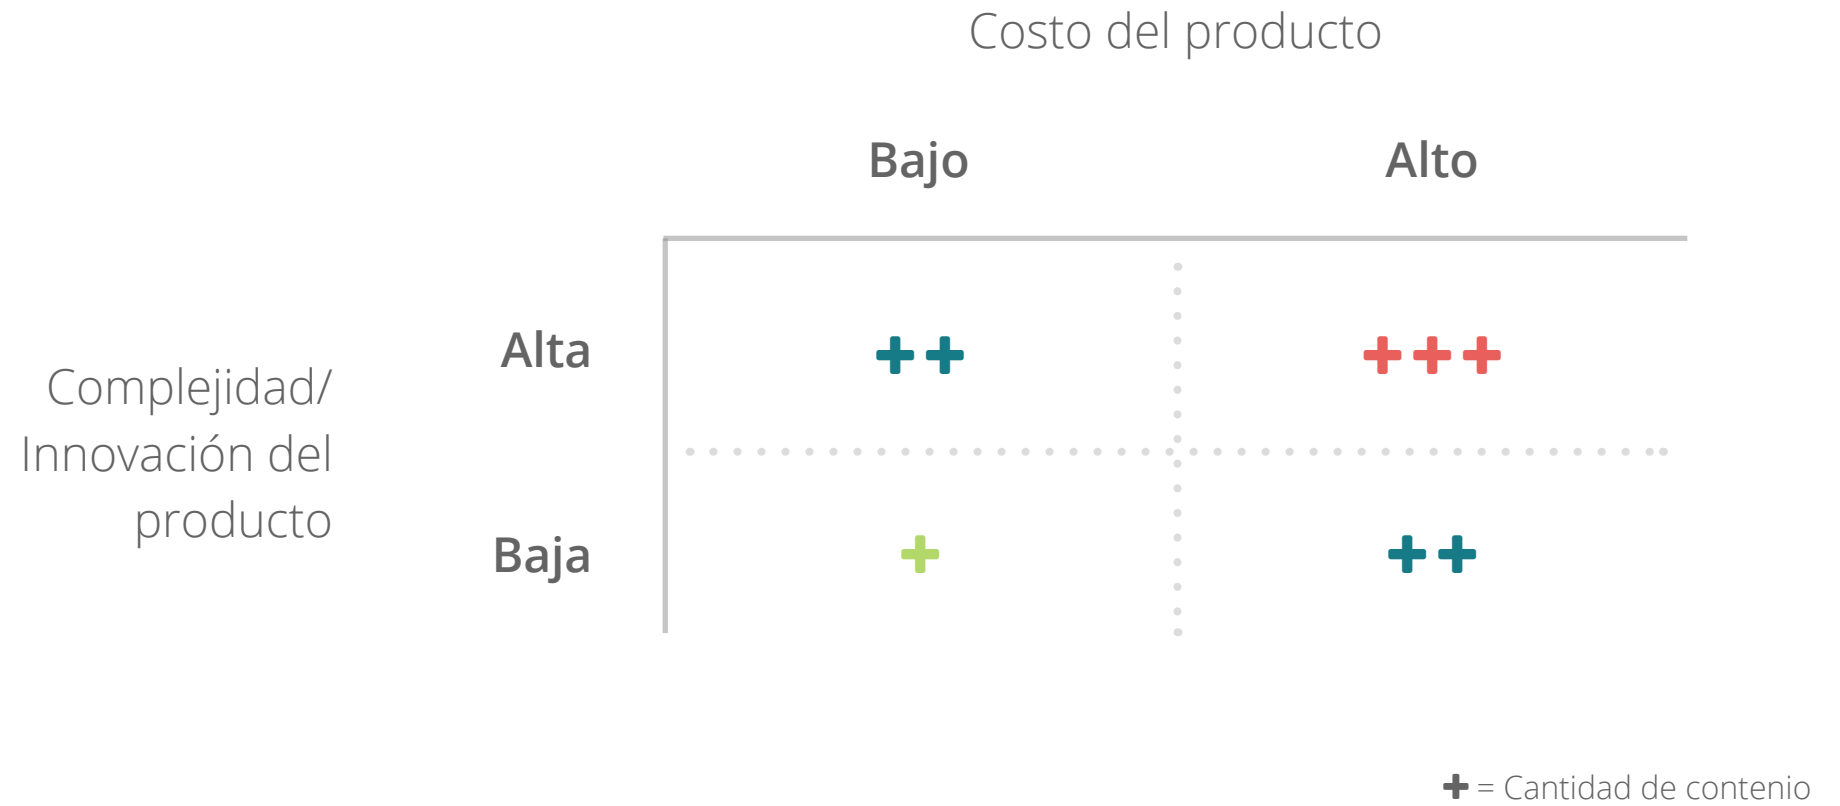 Costo del producto
Bajo
Alto
Alta
++
+++
Complejidad/
Innovación del
producto
Baja
+
++
+ = Cantidad de contenio